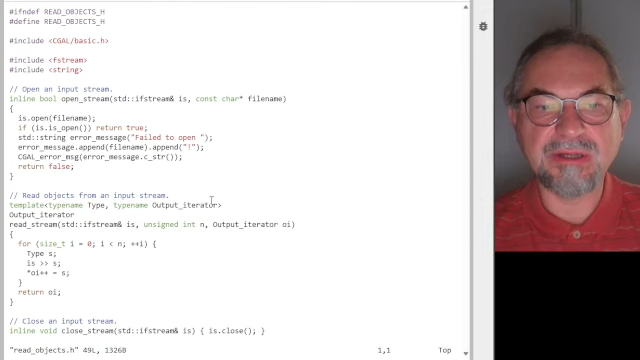 #ifndef READ_OBJECTS_H
#define READ_OBJECTS_H
#include <CGAL/basic.h>
#include <fstream>
#include <string>
// Open an input stream.
inline bool open_stream(std::ifstream& is, const char* filename)
{
is.open(filename);
if (is.is_open()) return true;
std::string error_message("Failed to open ");
error_message.append(filename).append("!");
CGAL_error_msg(error_message.c_str());
return false;
}
// Read objects from an input stream.
template<typename Type, typename Output_iterator>
Output_iterator
read_stream(std::ifstream& is, unsigned int n, Output_iterator oi)
{
for (size_t i = 0; i < n; ++i) {
Type s;
is >> s;
*oi++ = s;
}
return oi;
}
// Close an input stream.
inline void close_stream(std::ifstream& is) { is.close(); }
"read_objects.h" 49L, 1326B 1,1 Top